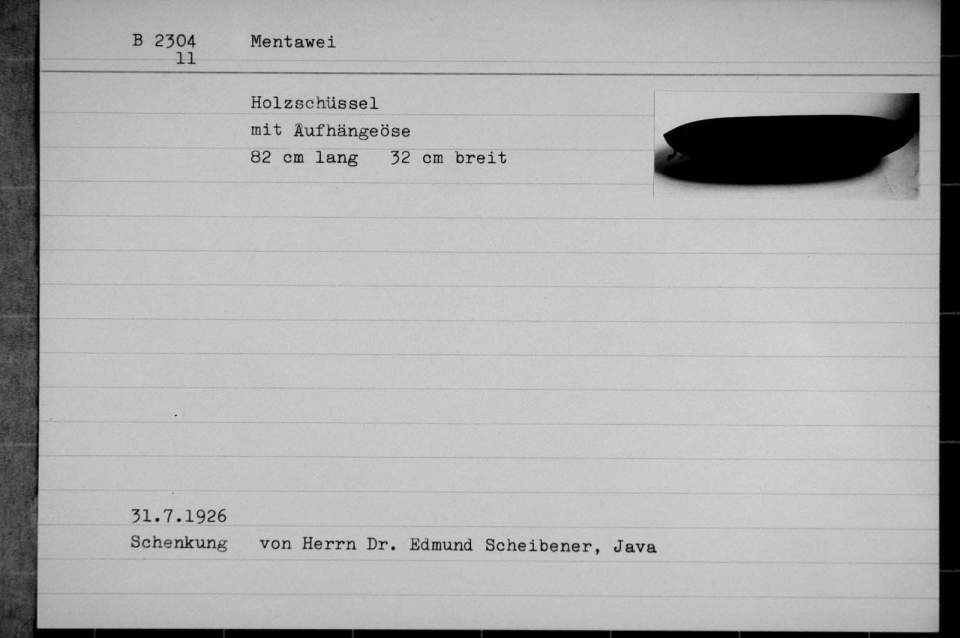 B 2304 Mentawei
11
Holzschüssel
mit Aufhängeöse
82 cm lang 32 cm breit
31.7.1926
Schenkung von Herrn Dr. Edmund Scheibener, Java